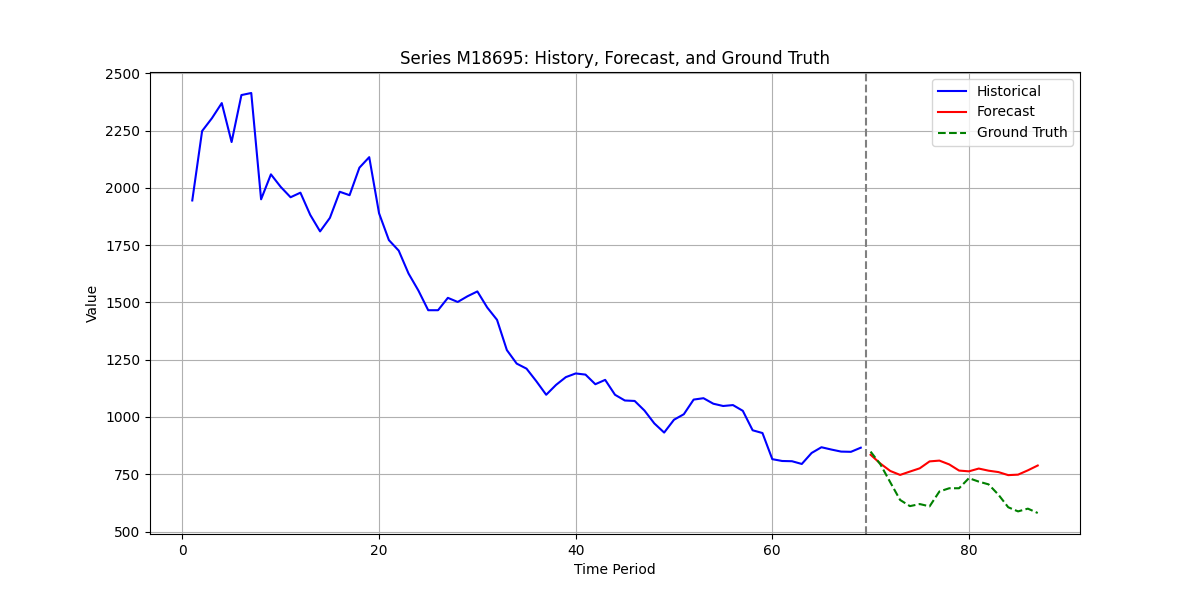 Series M18695: History, Forecast, and Ground Truth
2500
2250
2000
1750
1500
1250
1000
750
500
Value
0
20
40
60
80
Time Period
Historical
Forecast
Ground Truth